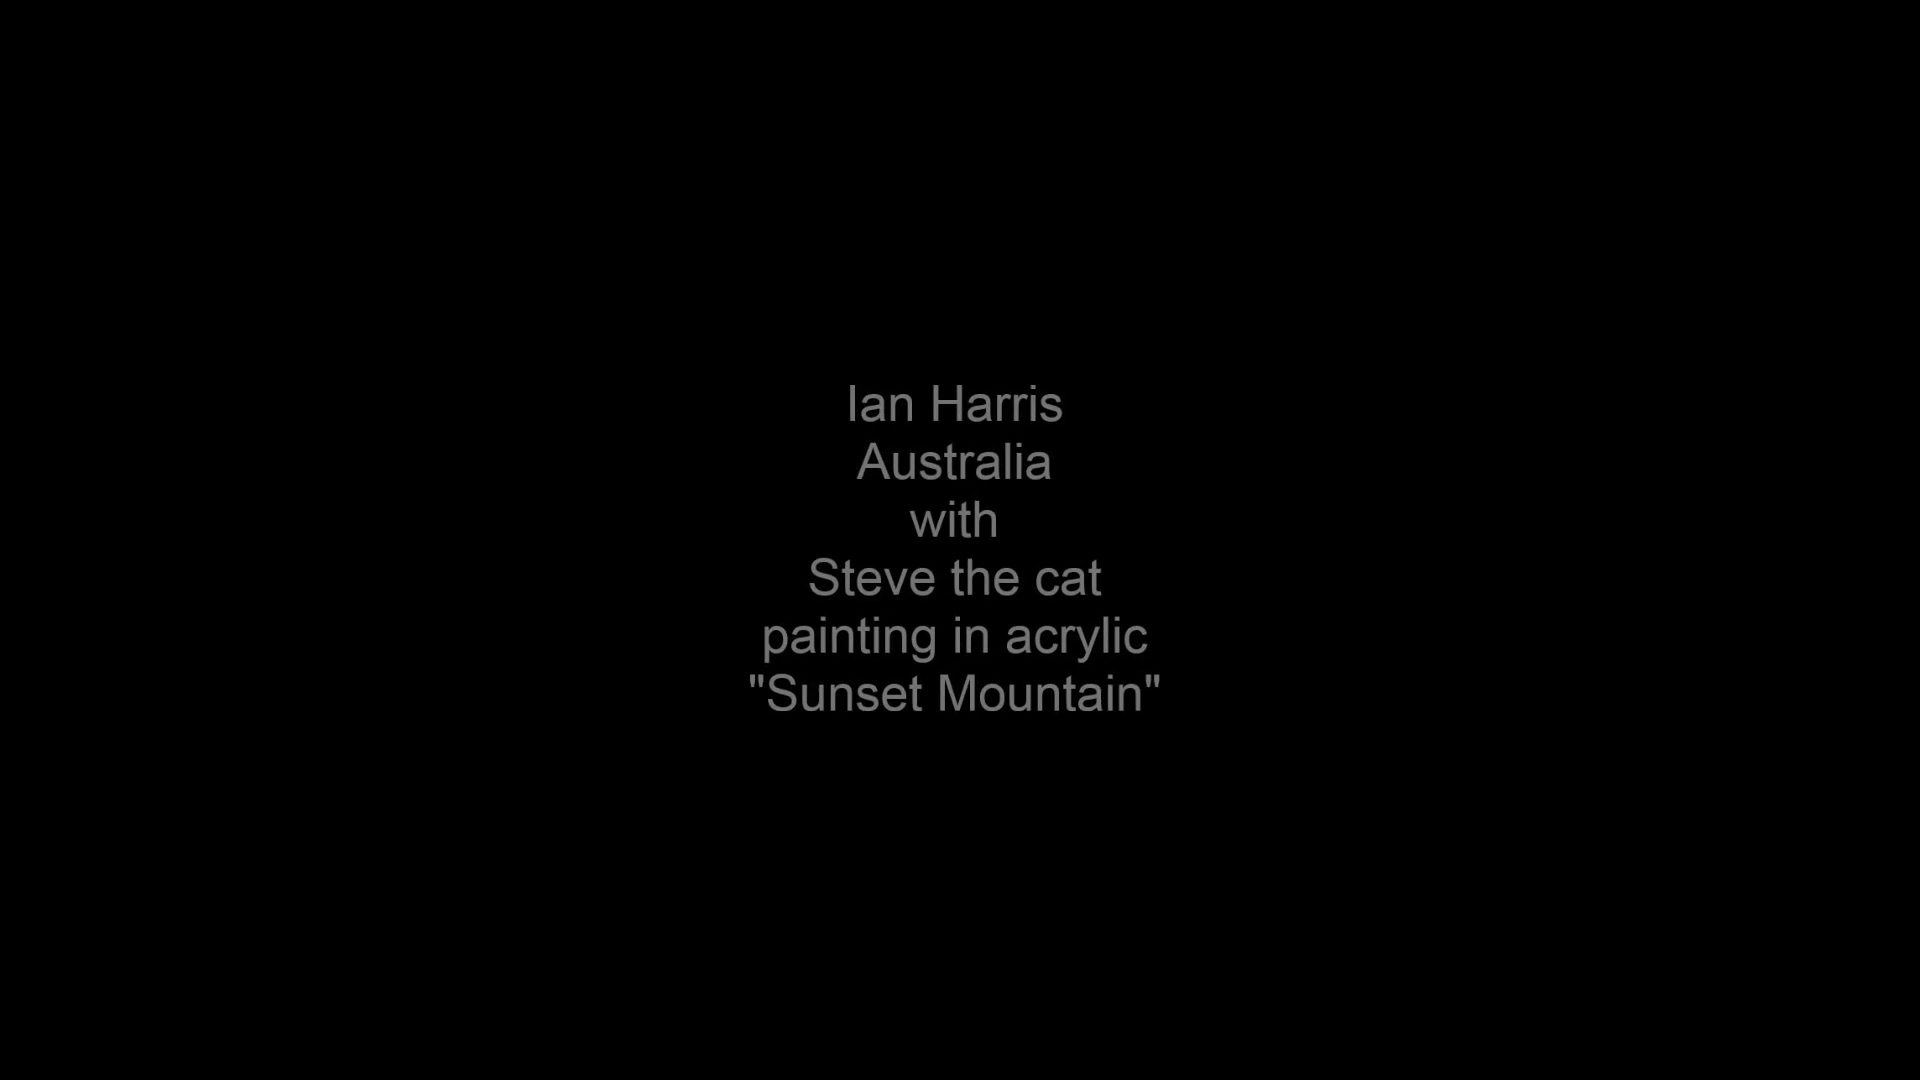 Ian Harris
Australia
with
Steve the cat
painting in acrylic
"Sunset Mountain"